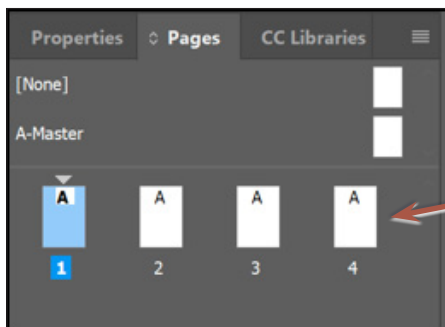 Properties Pages CC Libraries
[None]
A-Master
A A A A
1 2 3 4